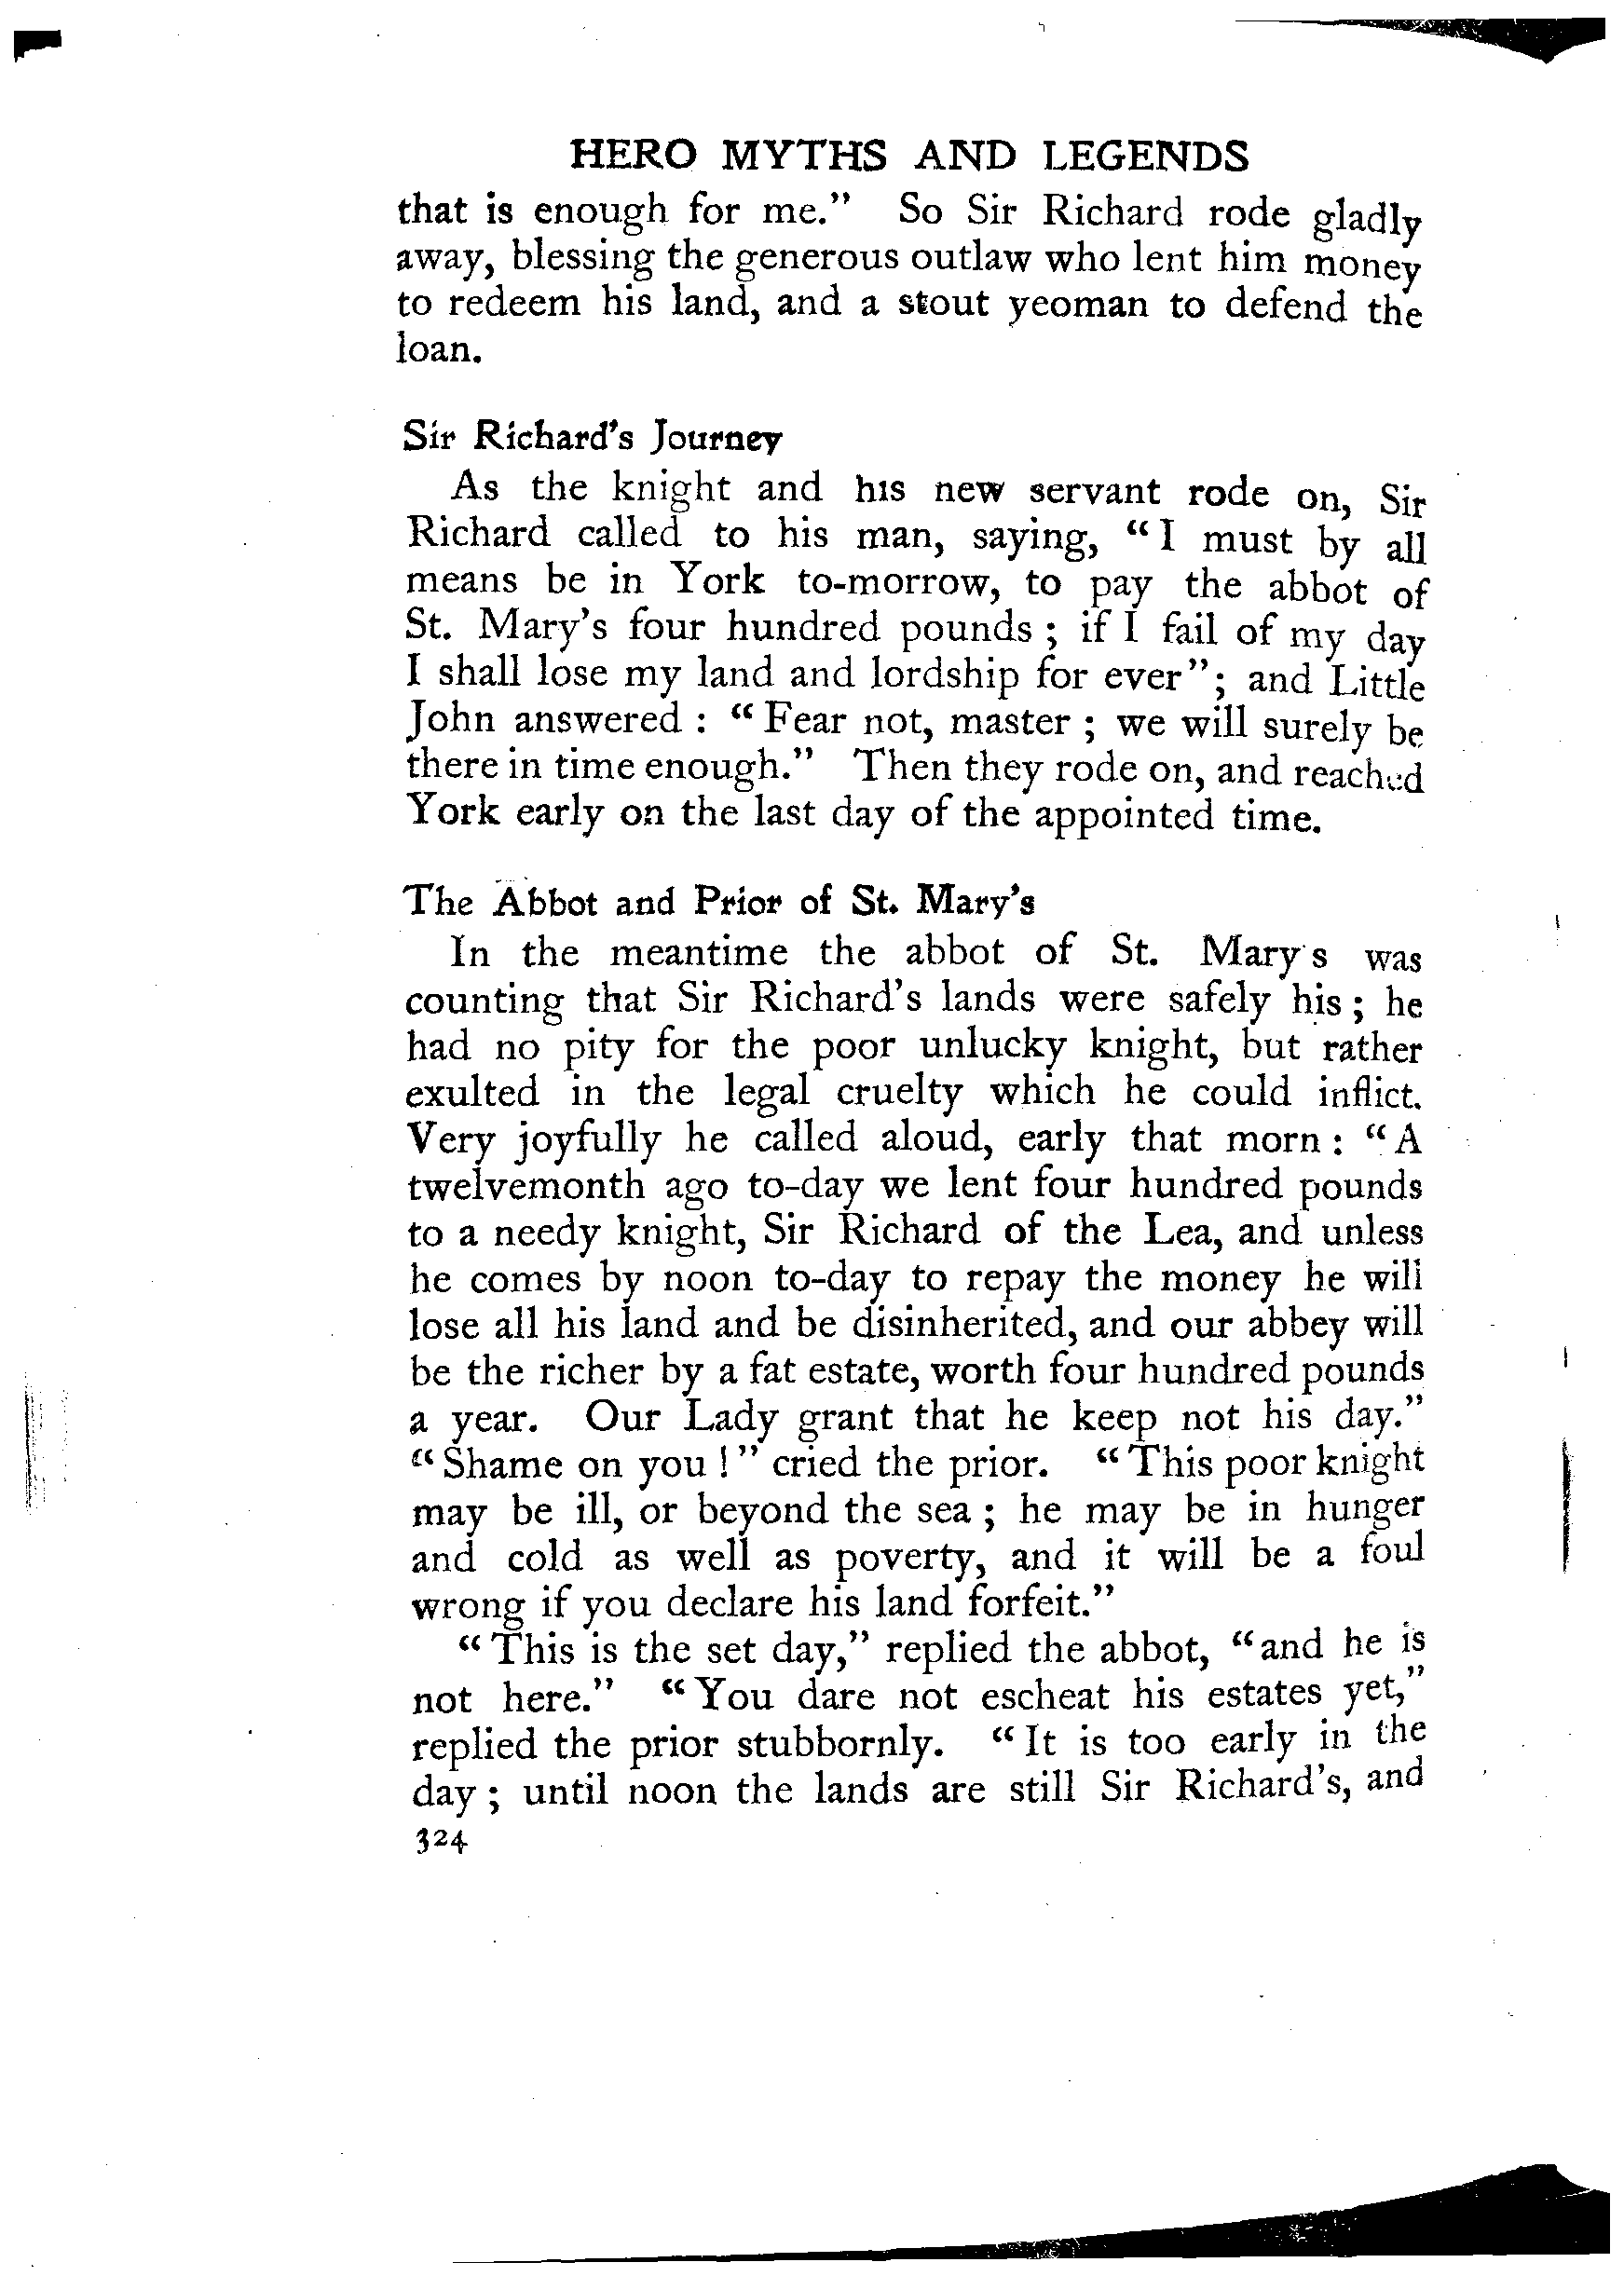 HERO MYTHS AND LEGENDS
that is enough for me.” So Sir Richard rode gladly
away, blessing the generous outlaw who lent him money
to redeem his land, and a stout yeoman to defend the
loan.
Sir Richard’s Journey
As the knight and his new servant rode on, Sir
Richard called to his man, saying, “I must by all
means be in York to-morrow, to pay the abbot of
St. Mary’s four hundred pounds ; if I fail of my day
I shall lose my land and lordship for ever”; and Little
John answered : “Fear not, master ; we will surely be
there in time enough.” Then they rode on, and reached
York early on the last day of the appointed time.
The Abbot and Prior of St. Mary’s
In the meantime the abbot of St. Mary’s was
counting that Sir Richard’s lands were safely his ; he
had no pity for the poor unlucky knight, but rather
exulted in the legal cruelty which he could inflict.
Very joyfully he called aloud, early that morn : “A
twelvemonth ago to-day we lent four hundred pounds
to a needy knight, Sir Richard of the Lea, and unless
he comes by noon to-day to repay the money he will
lose all his land and be disinherited, and our abbey will
be the richer by a fat estate, worth four hundred pounds
a year. Our Lady grant that he keep not his day.”
“Shame on you !” cried the prior. “This poor knight
may be ill, or beyond the sea ; he may be in hunger
and cold as well as poverty, and it will be a foul
wrong if you declare his land forfeit.”
“This is the set day,” replied the abbot, “and he is
not here.” “You dare not escheat his estates yet,”
replied the prior stubbornly. “It is too early in the
day ; until noon the lands are still Sir Richard’s, and
324